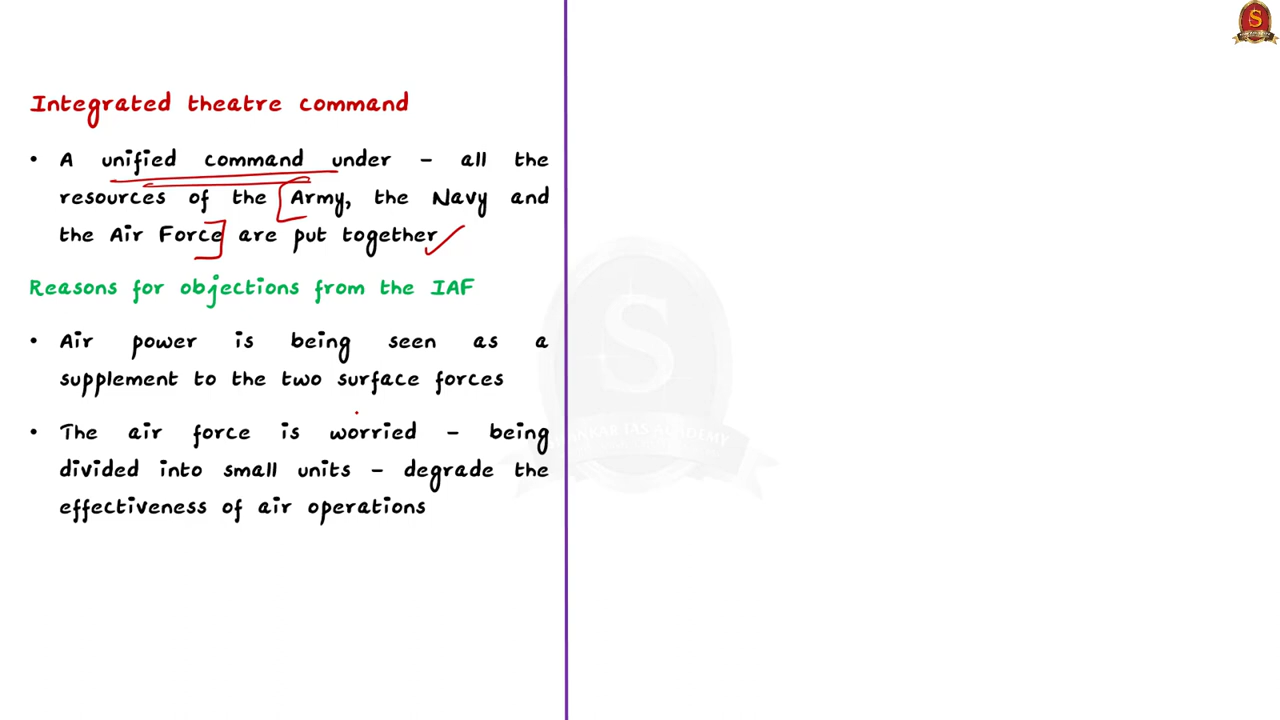 Integrated theatre command
• A unified command under – all the
resources of the Army, the Navy and
the Air Force are put together
Reasons for objections from the IAF
• Air power is being seen as a
supplement to the two surface forces
• The air force is worried – being
divided into small units – degrade the
effectiveness of air operations
S
S
IAS ACADEMY